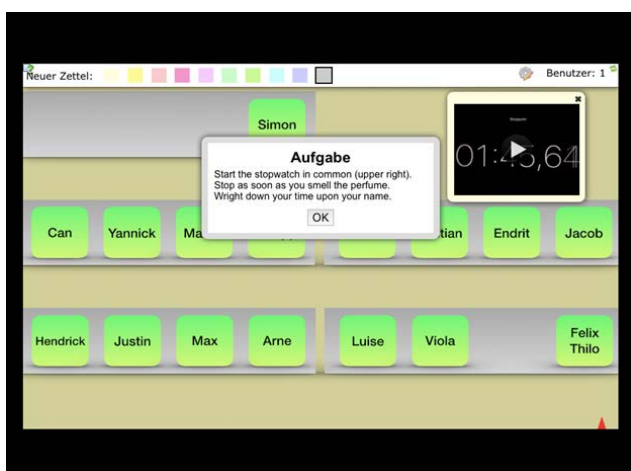 Neuer Zettel:
Benutzer: 1
Simon
01:45,64
Aufgabe
Start the stopwatch in common (upper right).
Stop as soon as you smell the perfume.
Wright down your time upon your name.
OK
Can
Yannick
Endrit
Jacob
Hendrick
Justin
Max
Arne
Luise
Viola
Felix
Thilo